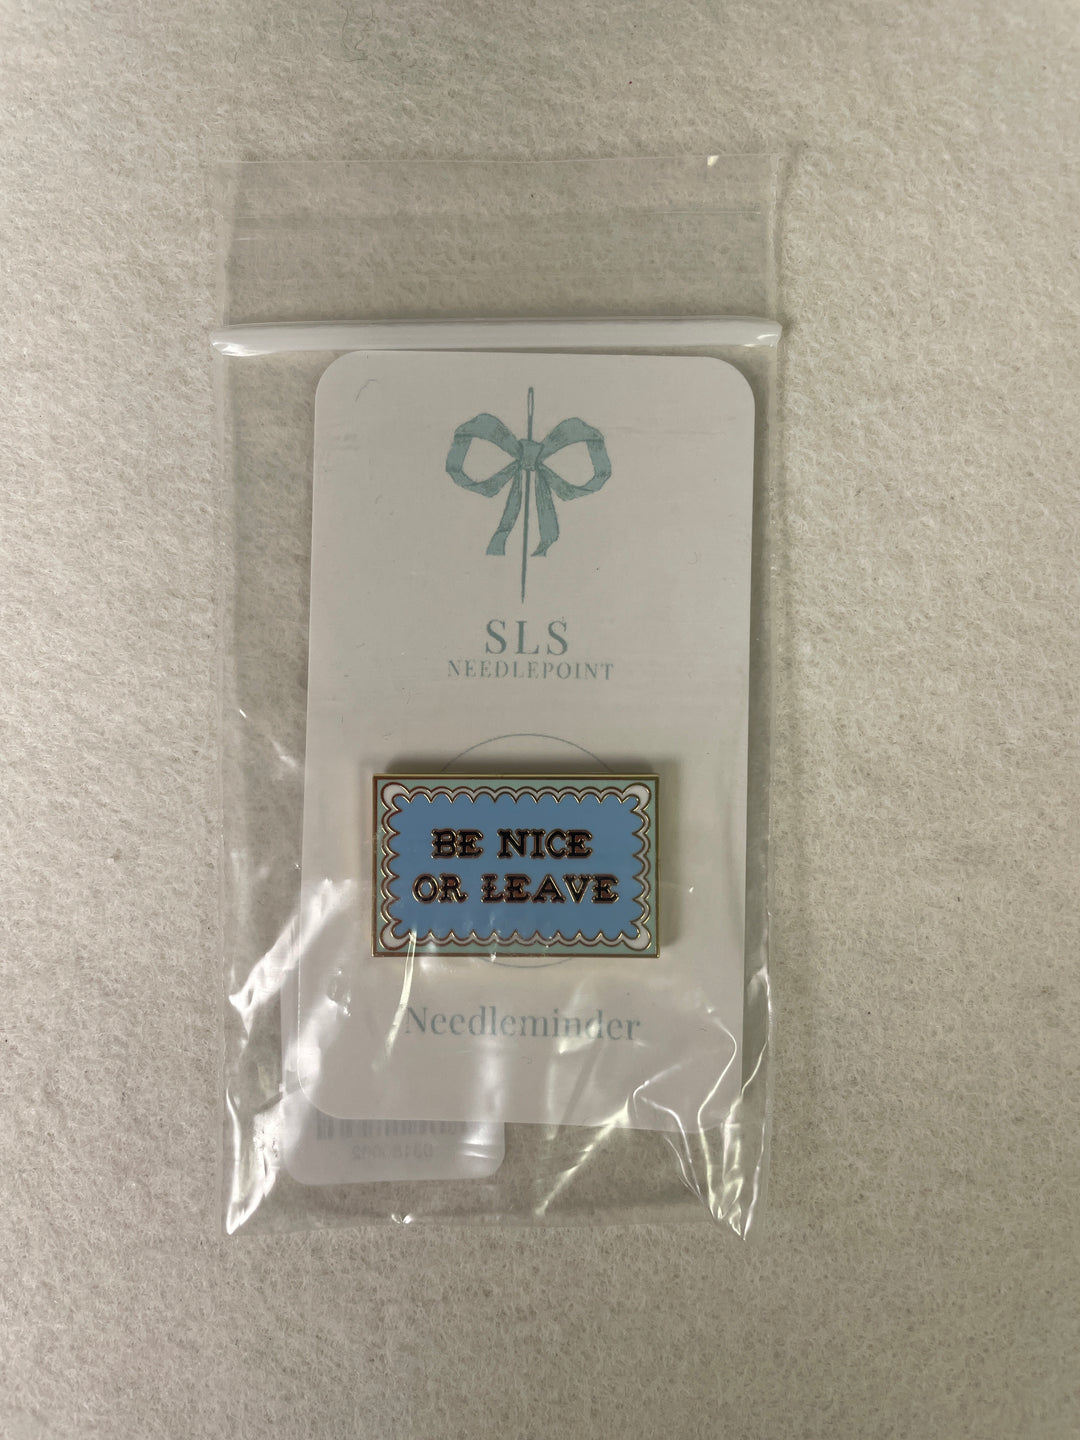 SLS
NEEDLEPOINT
BE NICE
OR LEAVE
Needleminder